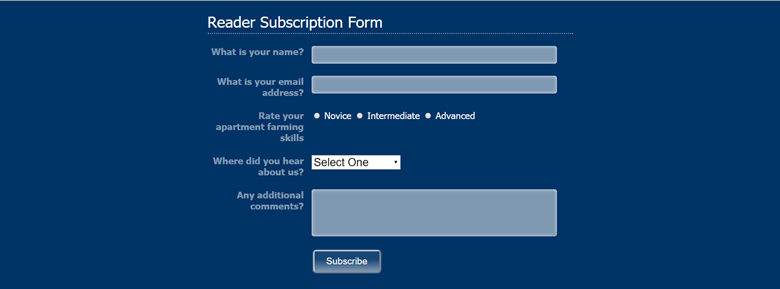 Reader Subscription Form
What is your name?
What is your email
address?
Rate your
apartment farming
skills
Novice Intermediate Advanced
Where did you hear
about us?
Select One
Any additional
comments?
Subscribe